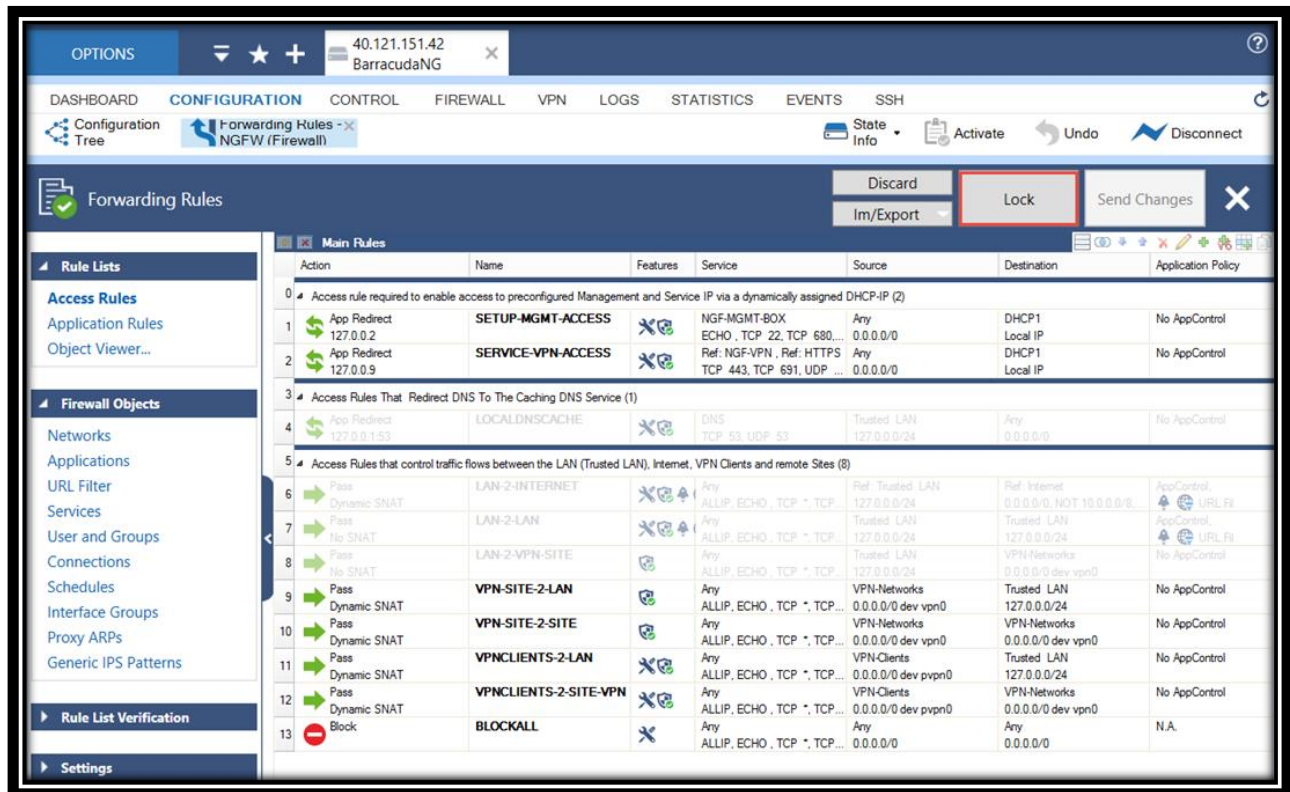 OPTIONS
40.121.151.42
BarracudaNG
DASHBOARD CONFIGURATION CONTROL FIREWALL VPN LOGS STATISTICS EVENTS SSH
Configuration
Tree
Forwarding Rules -
NGFW (Firewall)
State
Info
Activate
Undo
Disconnect
Forwarding Rules
Discard
Im/Export
Lock
Send Changes
Rule Lists
Access Rules
Application Rules
Object Viewer...
Firewall Objects
Networks
Applications
URL Filter
Services
User and Groups
Connections
Schedules
Interface Groups
Proxy ARPs
Generic IPS Patterns
Rule List Verification
Settings
Main Rules
Action Name Features Service Source Destination Application Policy
0 Access rule required to enable access to preconfigured Management and Service IP via a dynamically assigned DHCP-IP (2)
1 App Redirect SETUP-MGMT-ACCESS NGF-MGMT-BOX Any DHCP1 No AppControl
127.0.0.2 ECHO , TCP 22, TCP 680,... 0.0.0.0/0 Local IP
2 App Redirect SERVICE-VPN-ACCESS Ref: NGF-VPN , Ref: HTTPS Any DHCP1 No AppControl
127.0.0.9 TCP 443, TCP 691, UDP ... 0.0.0.0/0 Local IP
3 Access Rules That Redirect DNS To The Caching DNS Service (1)
4 App Redirect LOCALDNSCACHE DNS Trusted LAN Any No AppControl
127.0.0.1:53 TCP 53, UDP 53 127.0.0.0/24 0.0.0.0/0
5 Access Rules that control traffic flows between the LAN (Trusted LAN), Internet, VPN Clients and remote Sites (8)
6 Pass LAN-2-INTERNET Any Ref: Trusted LAN Ref: Internet AppControl,
Dynamic SNAT ALLIP, ECHO , TCP *, TCP... 127.0.0.0/24 0.0.0.0/0, NOT 10.0.0.0/8, URL Fil
7 Pass LAN-2-LAN Any Trusted LAN Trusted LAN AppControl,
No SNAT ALLIP, ECHO , TCP *, TCP... 127.0.0.0/24 127.0.0.0/24 URL Fil
8 Pass LAN-2-VPN-SITE Any Trusted LAN VPN-Networks No AppControl
No SNAT ALLIP, ECHO , TCP *, TCP... 127.0.0.0/24 0.0.0.0/0 dev vpn0
9 Pass VPN-SITE-2-LAN Any VPN-Networks Trusted LAN No AppControl
Dynamic SNAT ALLIP, ECHO , TCP *, TCP... 0.0.0.0/0 dev vpn0 127.0.0.0/24
10 Pass VPN-SITE-2-SITE Any VPN-Networks VPN-Networks No AppControl
Dynamic SNAT ALLIP, ECHO , TCP *, TCP... 0.0.0.0/0 dev vpn0 0.0.0.0/0 dev vpn0
11 Pass VPNCLIENTS-2-LAN Any VPN-Clients Trusted LAN No AppControl
Dynamic SNAT ALLIP, ECHO , TCP *, TCP... 0.0.0.0/0 dev pvpn0 127.0.0.0/24
12 Pass VPNCLIENTS-2-SITE-VPN Any VPN-Clients VPN-Networks No AppControl
Dynamic SNAT ALLIP, ECHO , TCP *, TCP... 0.0.0.0/0 dev pvpn0 0.0.0.0/0 dev vpn0
13 Block BLOCKALL Any Any Any N.A.
ALLIP, ECHO , TCP *, TCP... 0.0.0.0/0 0.0.0.0/0